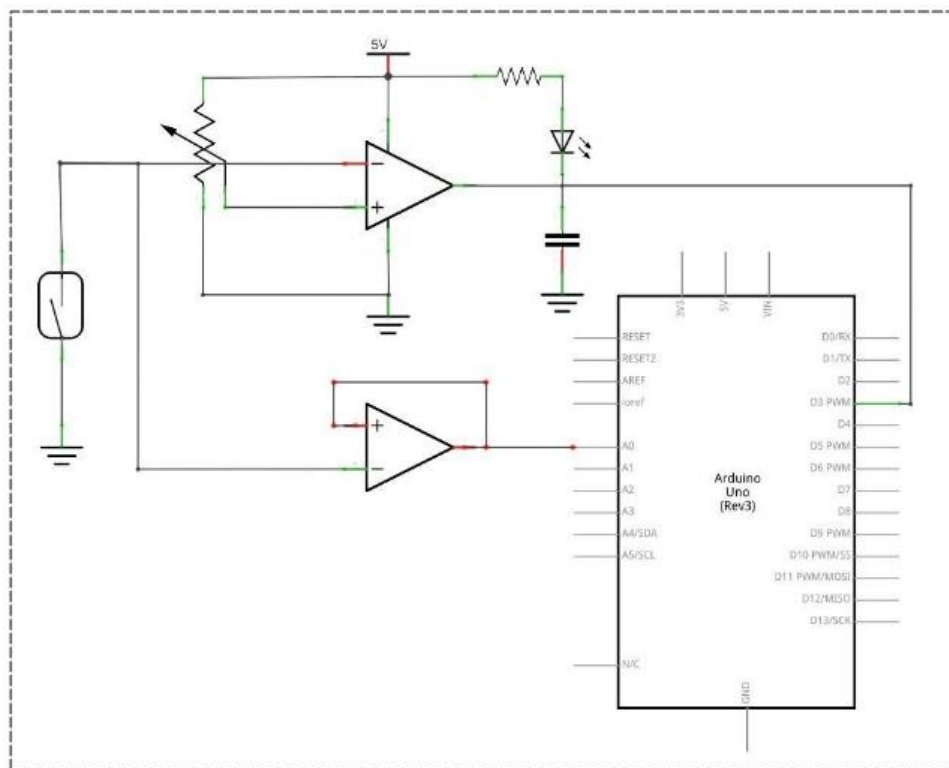 5V
−
+
+
−
3V3
5V
VIN
RESET
RESET2
AREF
ioref
A0
A1
A2
A3
A4/SDA
A5/SCL
N/C
Arduino
Uno
(Rev3)
D0/RX
D1/TX
D2
D3 PWM
D4
D5 PWM
D6 PWM
D7
D8
D9 PWM
D10 PWM/SS
D11 PWM/MOSI
D12/MISO
D13/SCK
GND